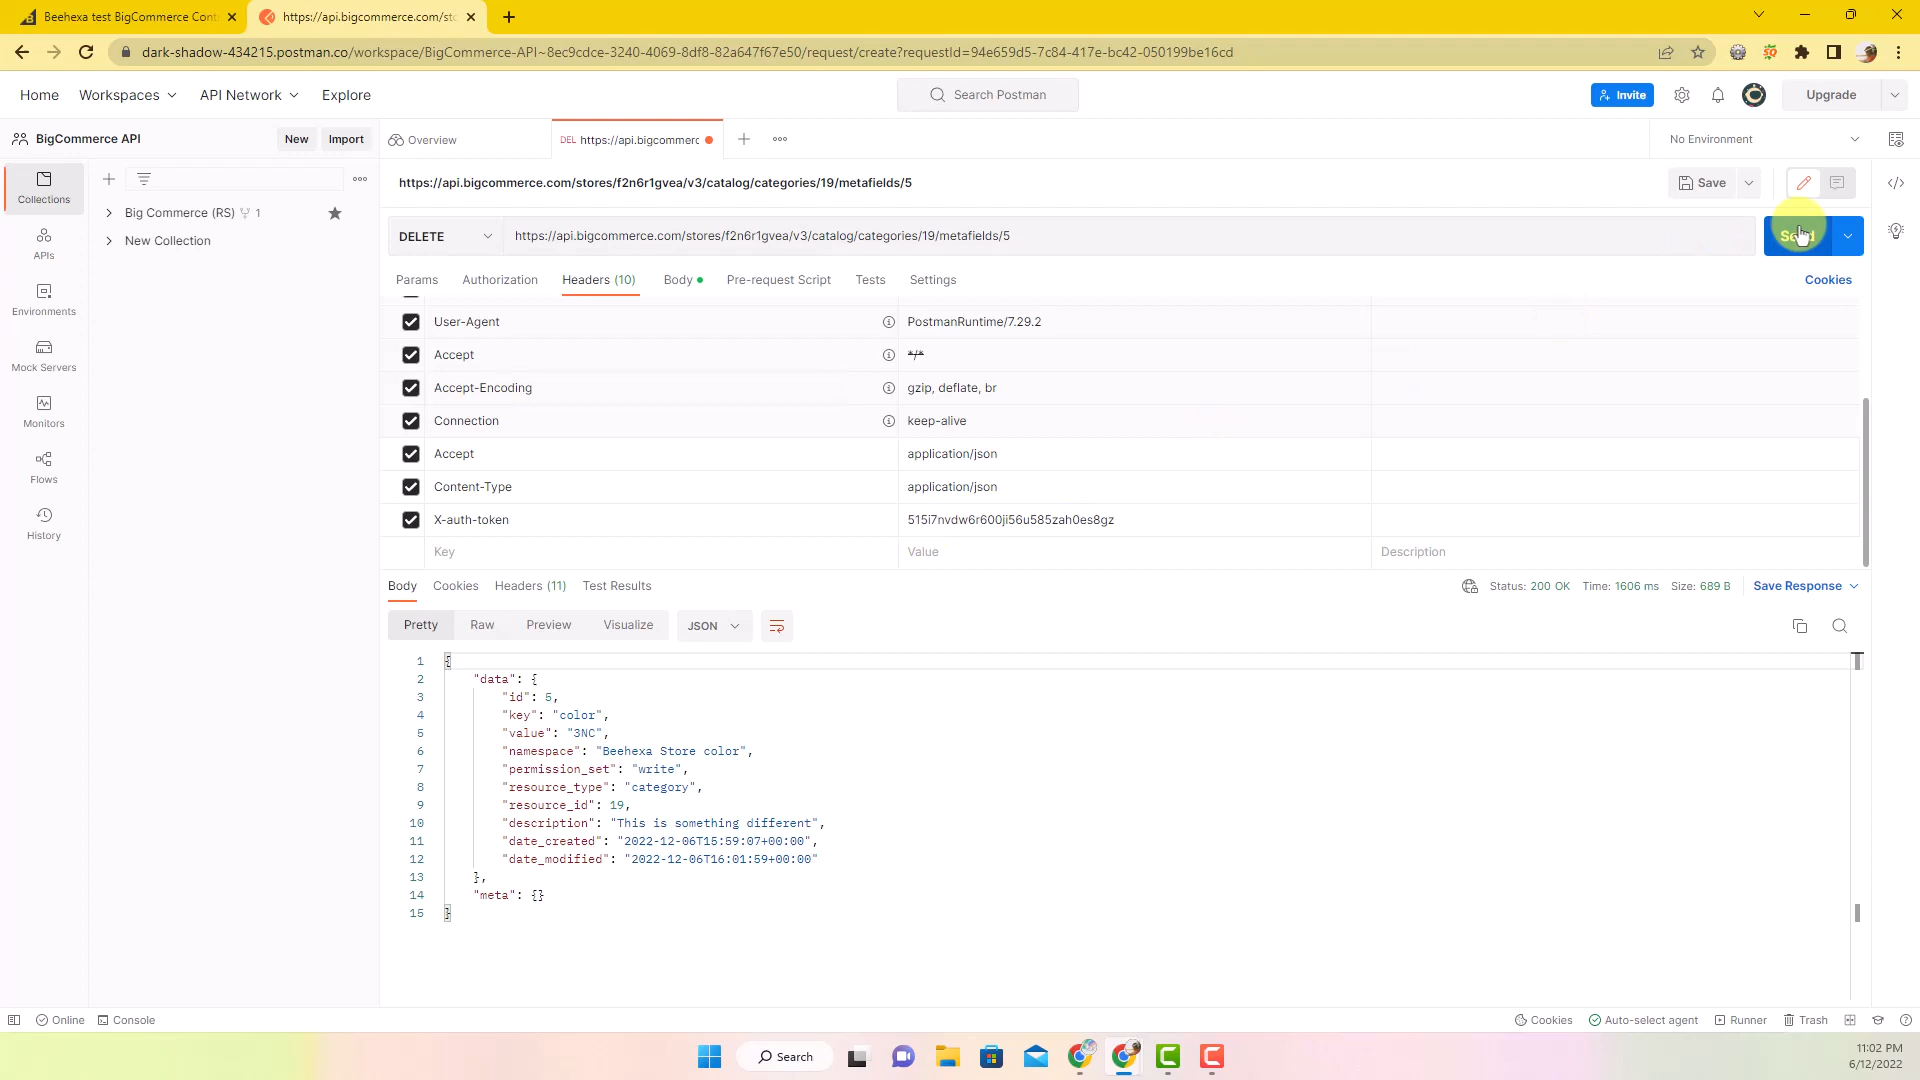 Beehexa test BigCommerce Cont
https://api.bigcommerce.com/sto
dark-shadow-434215.postman.co/workspace/BigCommerce-API~8ec9cdce-3240-4069-8df8-82a647f67e50/request/create?requestId=94e659d5-7c84-417e-bc42-050199be16cd
Home Workspaces API Network Explore
Search Postman
Invite
Upgrade
BigCommerce API
New Import
Overview
DEL https://api.bigcommerc
No Environment
Collections
Big Commerce (RS) 1
New Collection
APIs
Environments
Mock Servers
Monitors
Flows
History
https://api.bigcommerce.com/stores/f2n6r1gvea/v3/catalog/categories/19/metafields/5
Save
DELETE
https://api.bigcommerce.com/stores/f2n6r1gvea/v3/catalog/categories/19/metafields/5
Send
Params Authorization Headers (10) Body Pre-request Script Tests Settings
Cookies
User-Agent PostmanRuntime/7.29.2
Accept */*
Accept-Encoding gzip, deflate, br
Connection keep-alive
Accept application/json
Content-Type application/json
X-auth-token 515i7nvdw6r600ji56u585zah0es8gz
Key Value Description
Body Cookies Headers (11) Test Results
Status: 200 OK Time: 1606 ms Size: 689 B Save Response
Pretty Raw Preview Visualize JSON
1 {
2 "data": {
3 "id": 5,
4 "key": "color",
5 "value": "3NC",
6 "namespace": "Beehexa Store color",
7 "permission_set": "write",
8 "resource_type": "category",
9 "resource_id": 19,
10 "description": "This is something different",
11 "date_created": "2022-12-06T15:59:07+00:00",
12 "date_modified": "2022-12-06T16:01:59+00:00"
13 },
14 "meta": {}
15 }
Online Console
Cookies Auto-select agent Runner Trash
Search
11:02 PM
6/12/2022